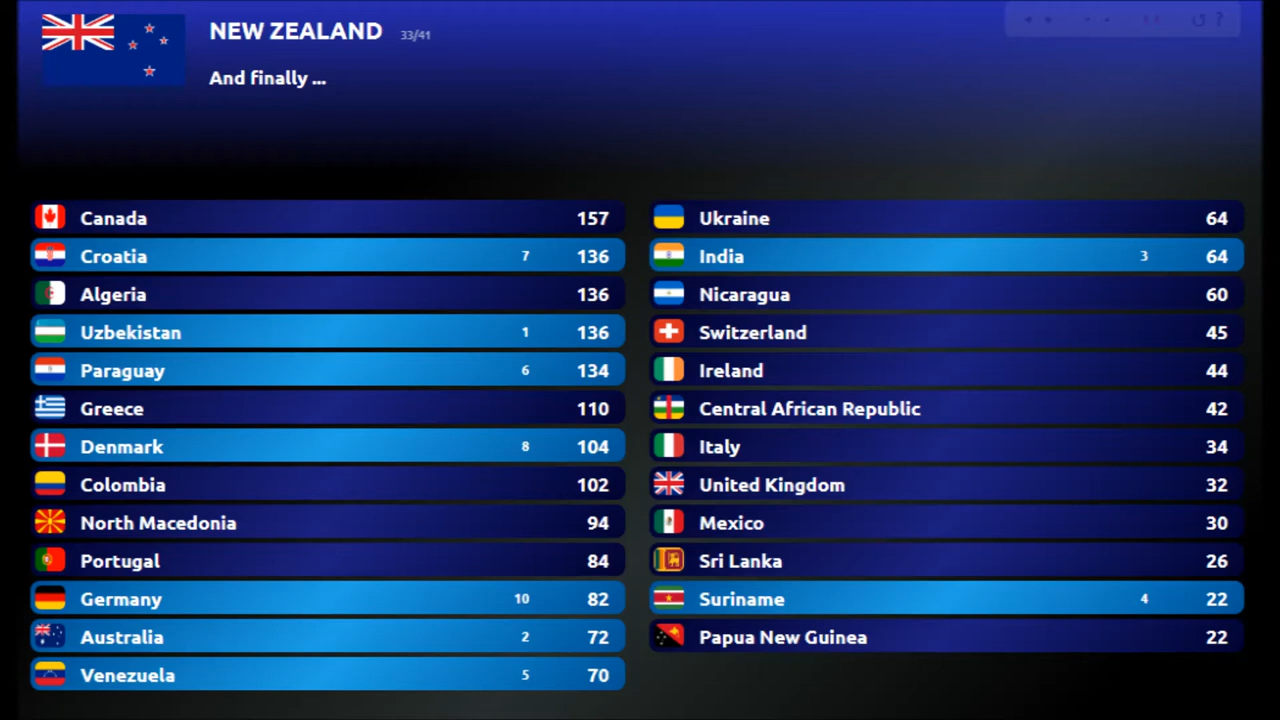 NEW ZEALAND 33/41
And finally ...
Canada 157
Croatia 7 136
Algeria 136
Uzbekistan 1 136
Paraguay 6 134
Greece 110
Denmark 8 104
Colombia 102
North Macedonia 94
Portugal 84
Germany 10 82
Australia 2 72
Venezuela 5 70
Ukraine 64
India 3 64
Nicaragua 60
Switzerland 45
Ireland 44
Central African Republic 42
Italy 34
United Kingdom 32
Mexico 30
Sri Lanka 26
Suriname 4 22
Papua New Guinea 22